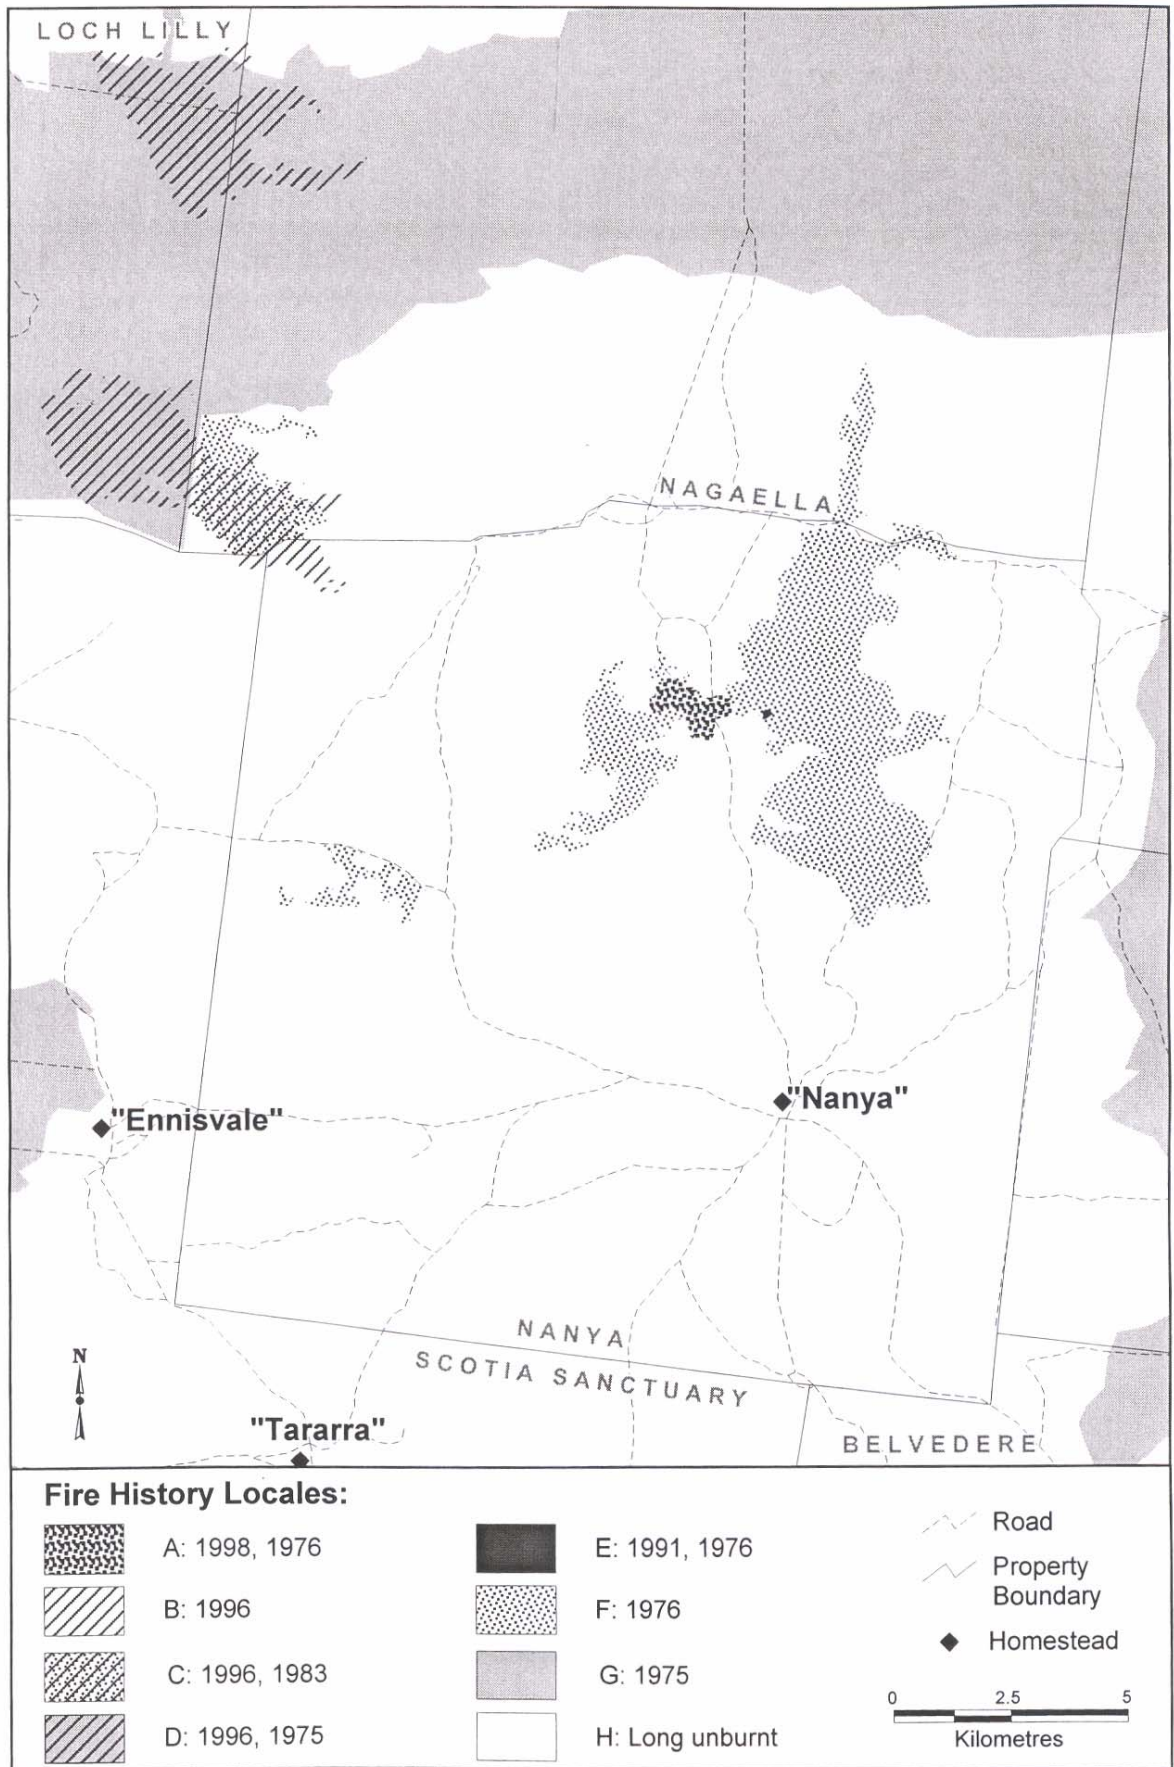 LOCH LILLY
NAGAELLA
"Ennisvale"
"Nanya"
NANYA
SCOTIA SANCTUARY
N
"Tararra"
BELVEDERE
Fire History Locales:
A: 1998, 1976
B: 1996
C: 1996, 1983
D: 1996, 1975
E: 1991, 1976
F: 1976
G: 1975
H: Long unburnt
Road
Property
Boundary
Homestead
0 2.5 5
Kilometres